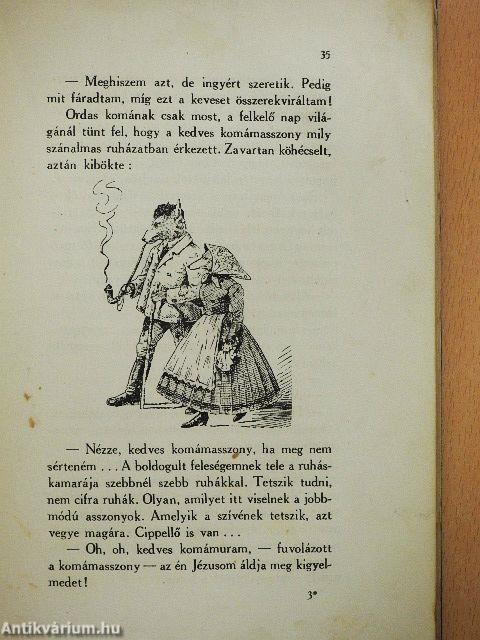 35
— Meghiszem azt, de ingyért szeretik. Pedig
mit fáradtam, míg ezt a keveset összerekviráltam!
Ordas komának csak most, a felkelő nap vilá-
gánál tünt fel, hogy a kedves komámasszony mily
szánalmas ruházatban érkezett. Zavartan köhécselt,
aztán kibökte :
— Nézze, kedves komámasszony, ha meg nem
sérteném . . . A boldogult feleségemnek tele a ruhás-
kamarája szebbnél szebb ruhákkal. Tetszik tudni,
nem cifra ruhák. Olyan, amilyet itt viselnek a jobb-
módú asszonyok. Amelyik a szívének tetszik, azt
vegye magára. Cippellő is van . . .
— Oh, oh, kedves komámuram, — fuvolázott
a komámasszony — az én Jézusom áldja meg kigyel-
medet !
3*
Antikvárium.hu